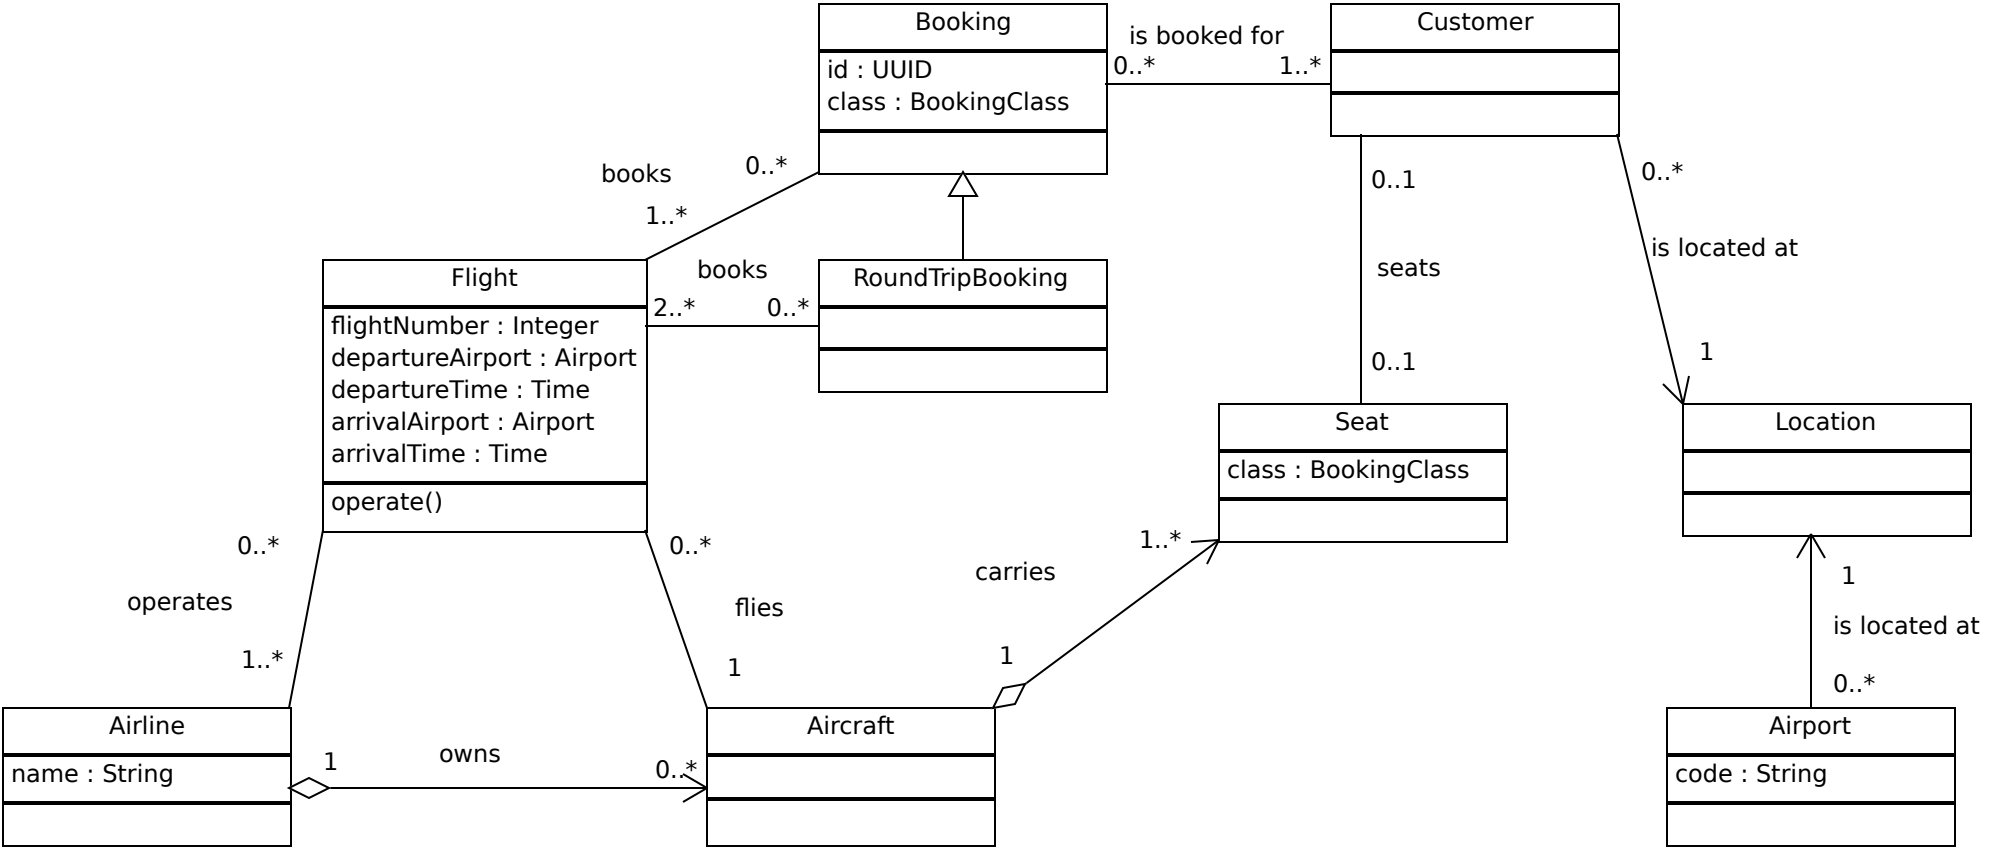 Booking
id : UUID
class : BookingClass
is booked for
0..*
1..*
Customer
books
0..*
1..*
0..1
seats
0..1
0..*
is located at
1
Flight
flightNumber : Integer
departureAirport : Airport
departureTime : Time
arrivalAirport : Airport
arrivalTime : Time
operate()
books
2..*
0..*
RoundTripBooking
Seat
class : BookingClass
Location
0..*
operates
1..*
0..*
flies
1
1..*
carries
1
1
is located at
0..*
Airline
name : String
1
owns
0..*
Aircraft
Airport
code : String